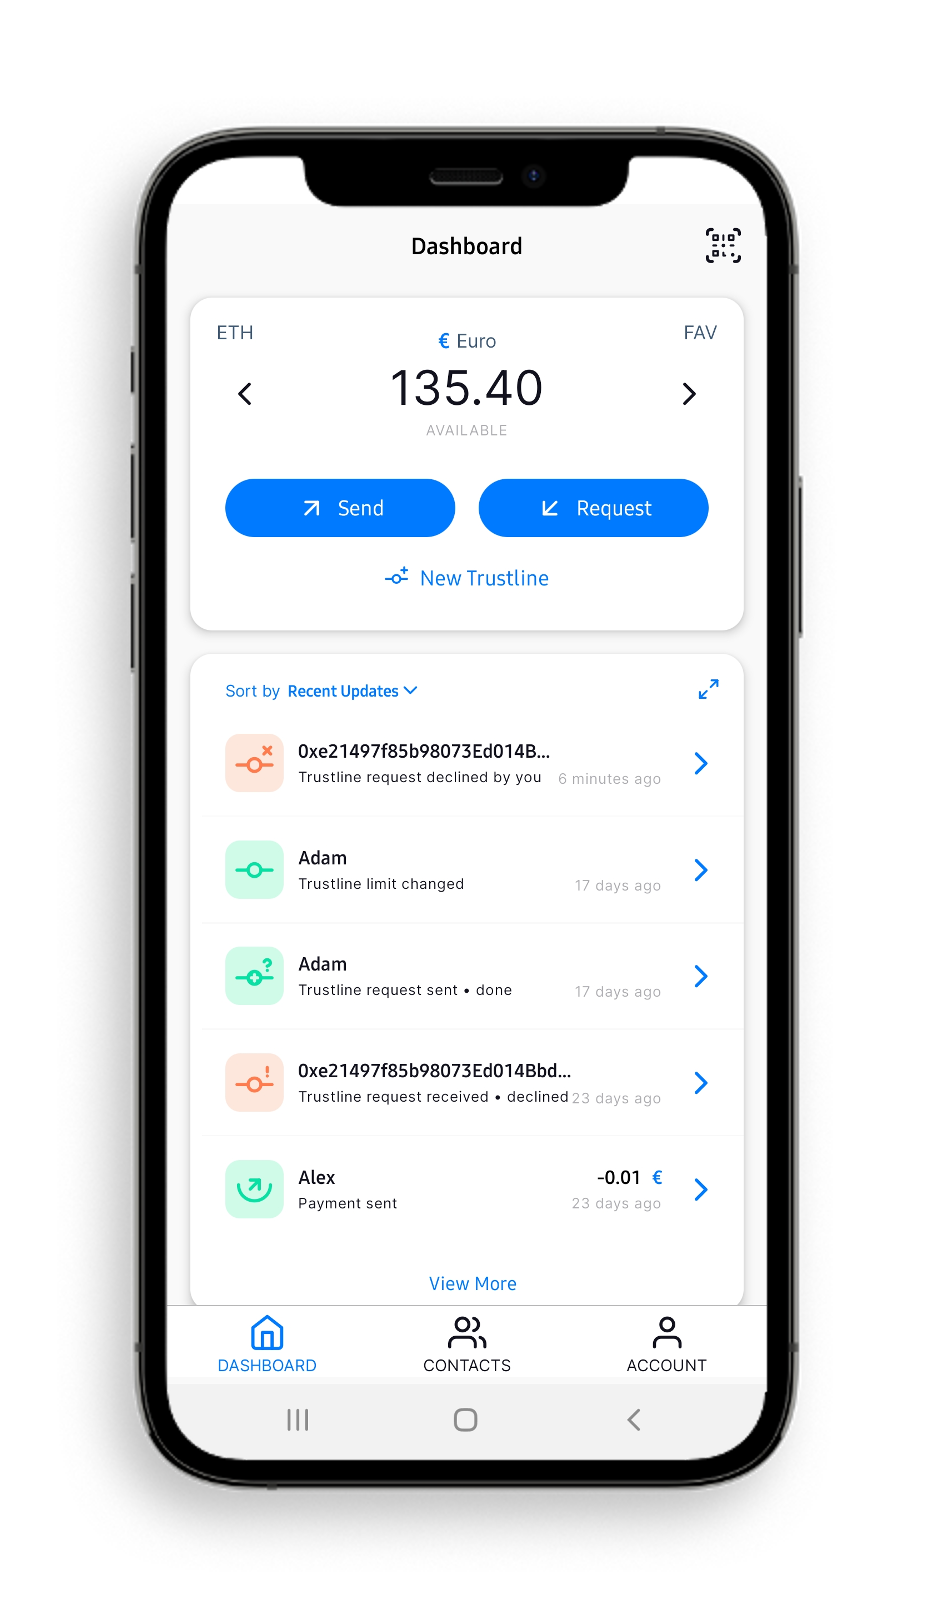 Dashboard
ETH
€ Euro
FAV
135.40
AVAILABLE
Send
Request
New Trustline
Sort by Recent Updates
0xe21497f85b98073Ed014B...
Trustline request declined by you 6 minutes ago
Adam
Trustline limit changed 17 days ago
Adam
Trustline request sent • done 17 days ago
0xe21497f85b98073Ed014Bbd...
Trustline request received • declined 23 days ago
Alex -0.01 €
Payment sent 23 days ago
View More
DASHBOARD CONTACTS ACCOUNT